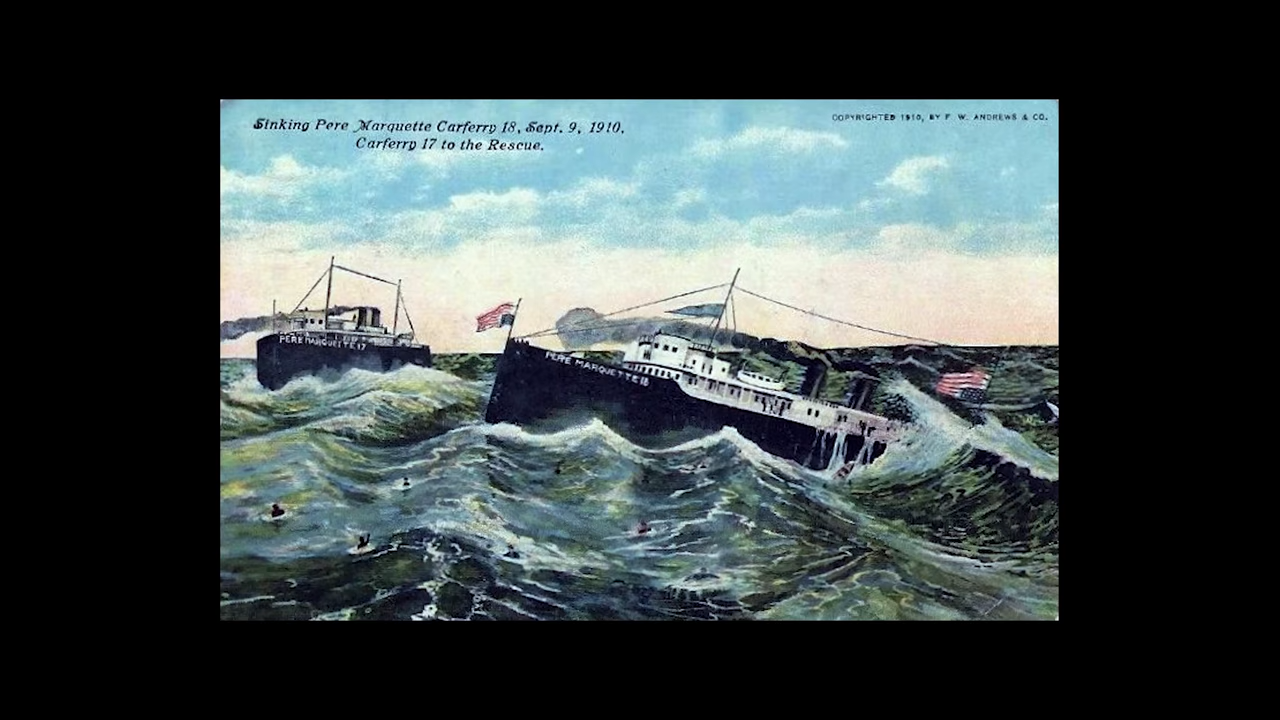 Sinking Pere Marquette Carferry 18, Sept. 9, 1910.
Carferry 17 to the Rescue.
COPYRIGHTED 1910, BY F. W. ANDREWS & CO.
PERE MARQUETTE 17
PERE MARQUETTE 18